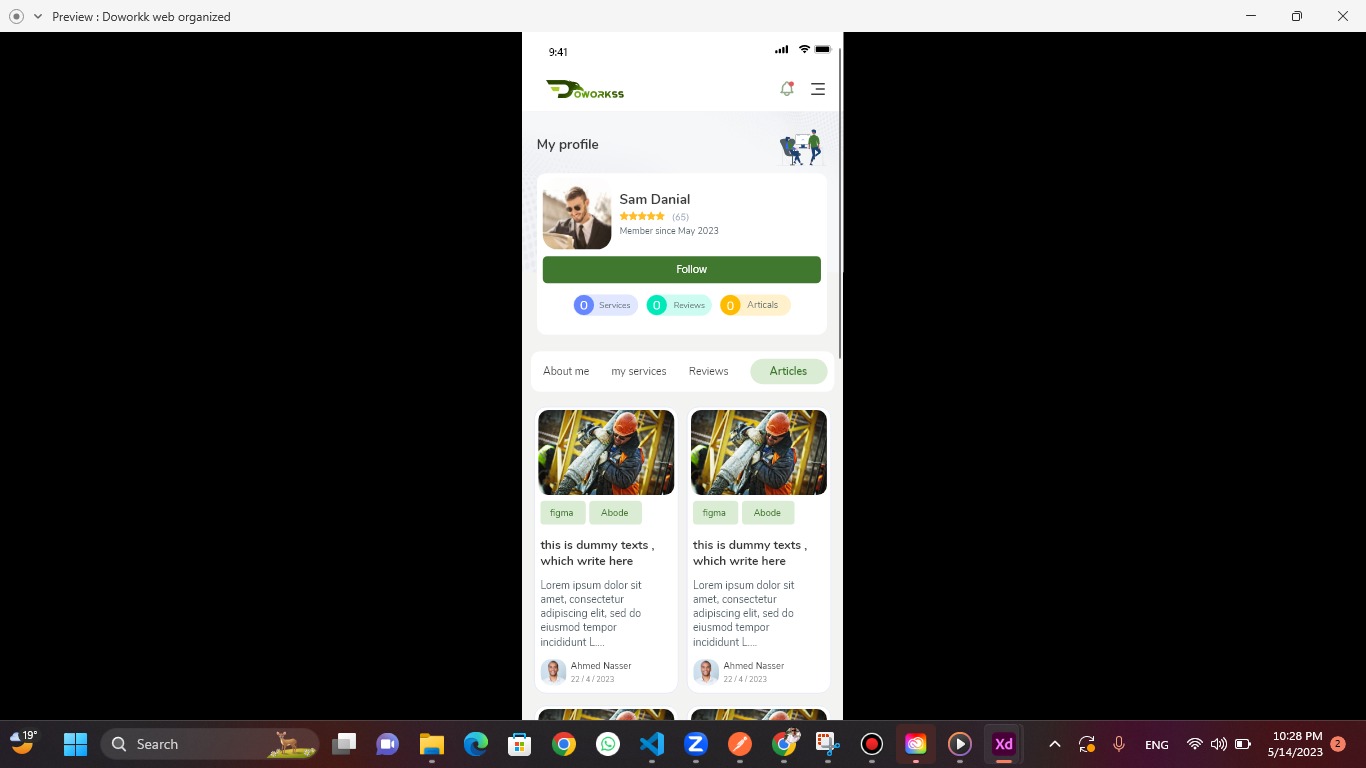 Preview : Doworkk web organized
9:41
DOWORKSS
My profile
Sam Danial
(65)
Member since May 2023
Follow
0 Services 0 Reviews 0 Articals
About me my services Reviews Articles
figma Abode
this is dummy texts ,
which write here
Lorem ipsum dolor sit
amet, consectetur
adipiscing elit, sed do
eiusmod tempor
incididunt L....
Ahmed Nasser
22 / 4 / 2023
figma Abode
this is dummy texts ,
which write here
Lorem ipsum dolor sit
amet, consectetur
adipiscing elit, sed do
eiusmod tempor
incididunt L....
Ahmed Nasser
22 / 4 / 2023
19°
Search
Z
Xd
ENG
10:28 PM
5/14/2023
2